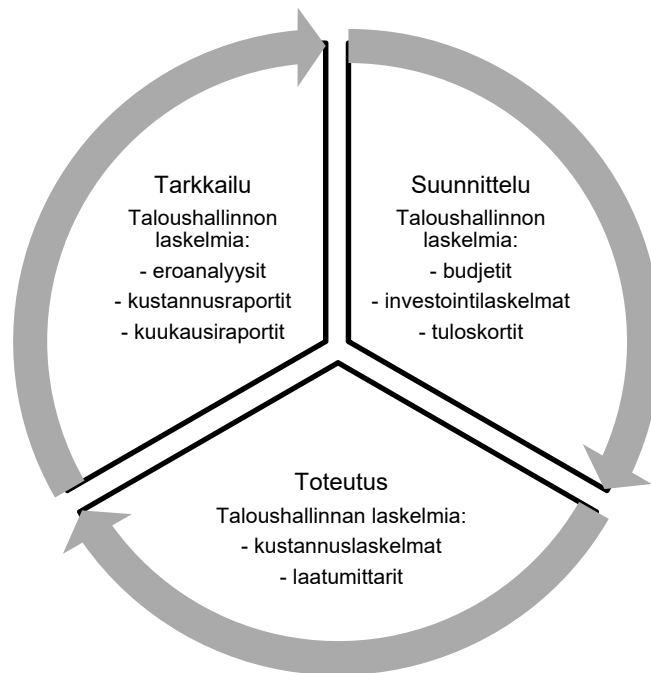 Tarkkailu
Taloushallinnon
laskelmia:
- eroanalyysit
- kustannusraportit
- kuukausiraportit
Suunnittelu
Taloushallinnon
laskelmia:
- budjetit
- investointilaskelmat
- tuloskortit
Toteutus
Taloushallinnan laskelmia:
- kustannuslaskelmat
- laatumittarit